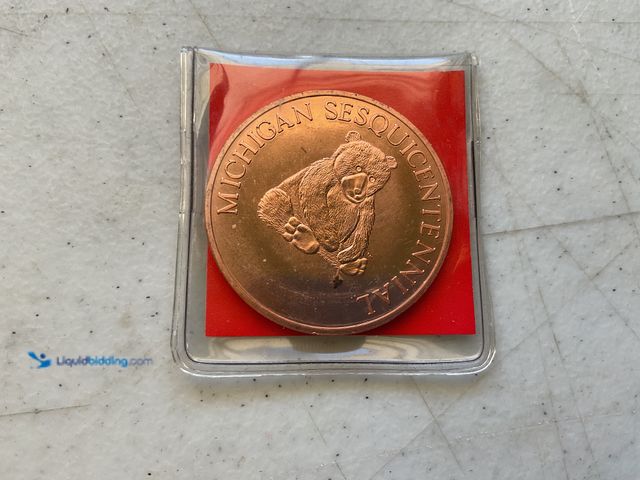 MICHIGAN SESQUICENTENNIAL
Liquidbidding.com